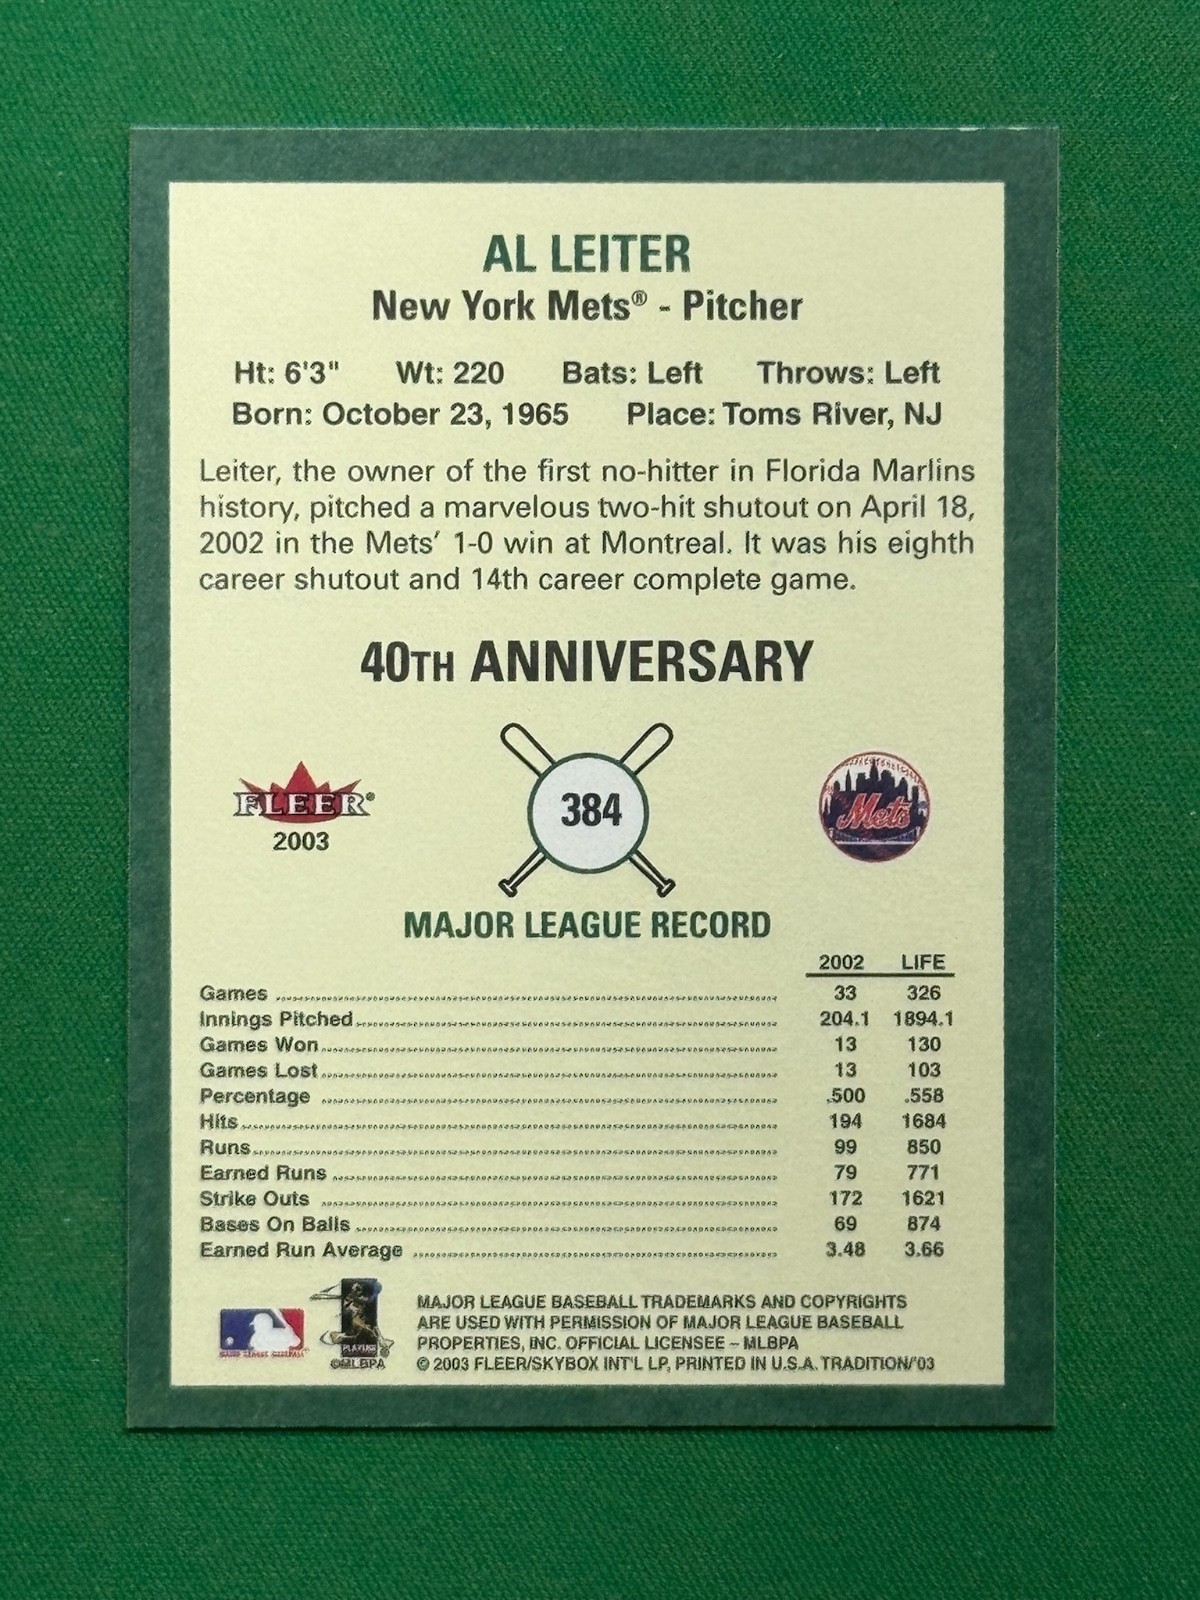 AL LEITER
New York Mets® - Pitcher
Ht: 6'3" Wt: 220 Bats: Left Throws: Left
Born: October 23, 1965 Place: Toms River, NJ
Leiter, the owner of the first no-hitter in Florida Marlins
history, pitched a marvelous two-hit shutout on April 18,
2002 in the Mets' 1-0 win at Montreal. It was his eighth
career shutout and 14th career complete game.
40TH ANNIVERSARY
FLEER®
2003
384
Mets
MAJOR LEAGUE RECORD
2002 LIFE
Games 33 326
Innings Pitched 204.1 1894.1
Games Won 13 130
Games Lost 13 103
Percentage .500 .558
Hits 194 1684
Runs 99 850
Earned Runs 79 771
Strike Outs 172 1621
Bases On Balls 69 874
Earned Run Average 3.48 3.66
MAJOR LEAGUE BASEBALL TRADEMARKS AND COPYRIGHTS
ARE USED WITH PERMISSION OF MAJOR LEAGUE BASEBALL
PROPERTIES, INC. OFFICIAL LICENSEE – MLBPA
© 2003 FLEER/SKYBOX INT'L LP, PRINTED IN U.S.A. TRADITION/'03
MAJOR LEAGUE BASEBALL
PLAYERS
©MLBPA